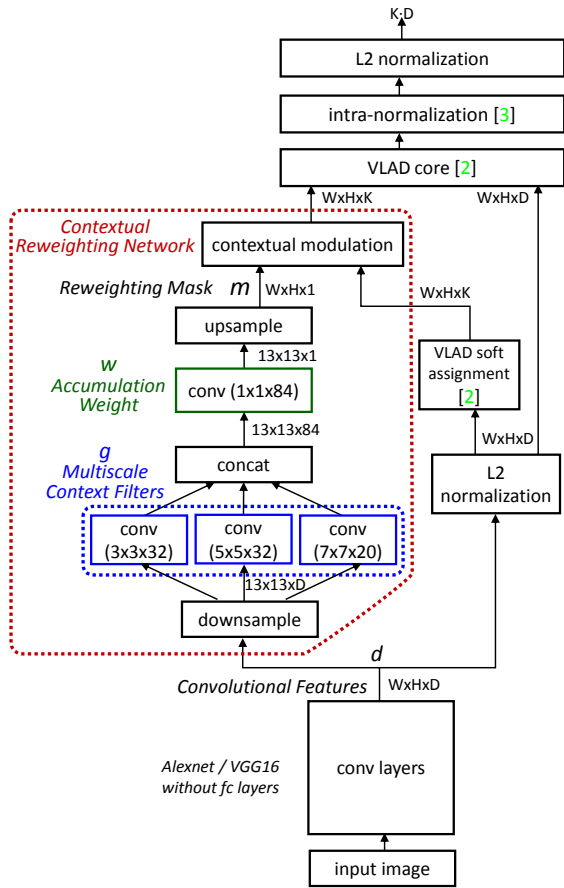 K·D
L2 normalization
intra-normalization [3]
VLAD core [2]
WxHxK
WxHxD
Contextual
Reweighting Network
contextual modulation
Reweighting Mask m
WxHx1
WxHxK
upsample
13x13x1
VLAD soft
assignment
[2]
w
Accumulation
Weight
conv (1x1x84)
13x13x84
WxHxD
g
Multiscale
Context Filters
concat
L2
normalization
conv
(3x3x32)
conv
(5x5x32)
conv
(7x7x20)
13x13xD
downsample
d
Convolutional Features
WxHxD
Alexnet / VGG16
without fc layers
conv layers
input image